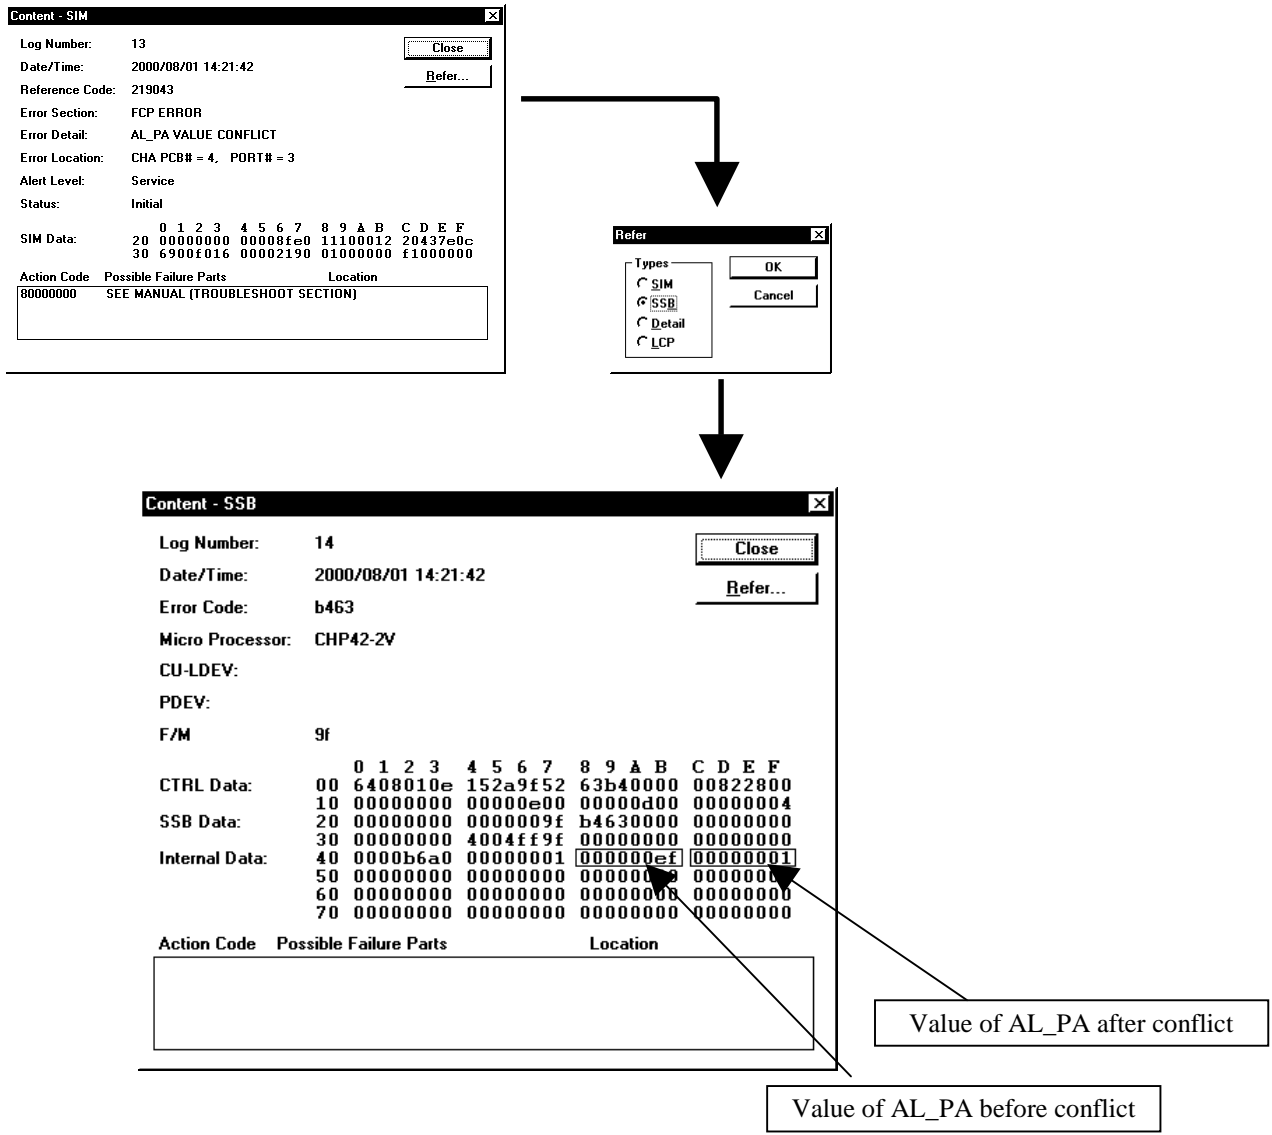 Content - SIM
Log Number: 13
Close
Date/Time: 2000/08/01 14:21:42
Refer...
Reference Code: 219043
Error Section: FCP ERROR
Error Detail: AL_PA VALUE CONFLICT
Error Location: CHA PCB# = 4, PORT# = 3
Alert Level: Service
Status: Initial
0 1 2 3 4 5 6 7 8 9 A B C D E F
SIM Data: 20 00000000 00008fe0 11100012 20437e0c
30 6900f016 00002190 01000000 f1000000
Action Code Possible Failure Parts Location
80000000 SEE MANUAL (TROUBLESHOOT SECTION)
Refer
Types
SIM
SSB
Detail
LCP
OK
Cancel
Content - SSB
Log Number: 14
Close
Date/Time: 2000/08/01 14:21:42
Refer...
Error Code: b463
Micro Processor: CHP42-2V
CU-LDEV:
PDEV:
F/M 9f
0 1 2 3 4 5 6 7 8 9 A B C D E F
CTRL Data: 00 6408010e 152a9f52 63b40000 00822800
10 00000000 00000e00 00000d00 00000004
SSB Data: 20 00000000 0000009f b4630000 00000000
30 00000000 4004ff9f 00000000 00000000
Internal Data: 40 0000b6a0 00000001 000000ef 00000001
50 00000000 00000000 00000000 00000000
60 00000000 00000000 00000000 00000000
70 00000000 00000000 00000000 00000000
Action Code Possible Failure Parts Location
Value of AL_PA after conflict
Value of AL_PA before conflict